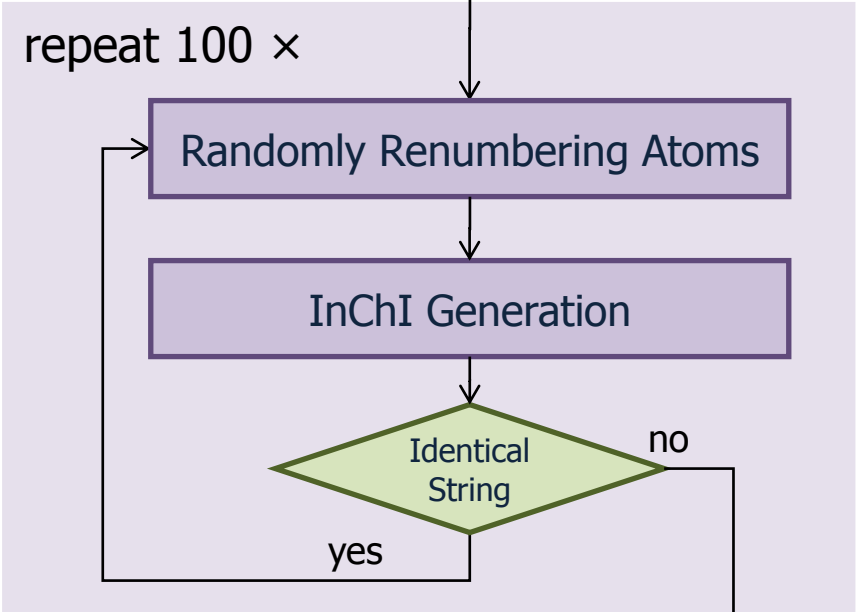 repeat 100 ×
Randomly Renumbering Atoms
InChI Generation
Identical
String
no
yes